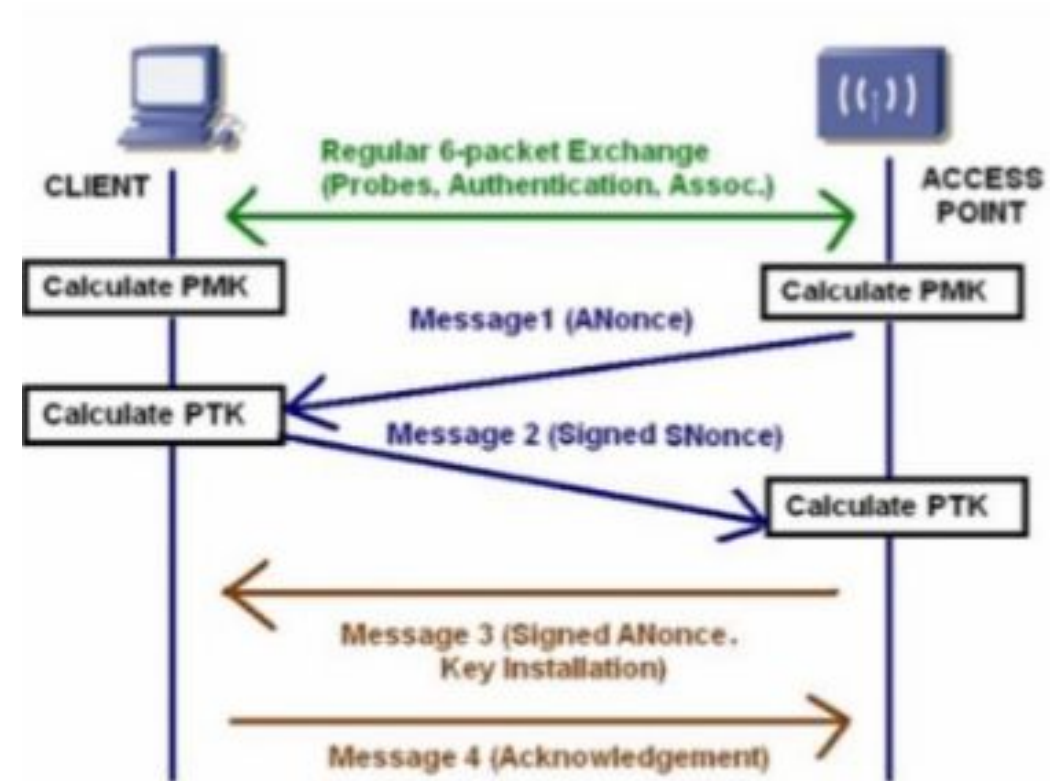 Regular 6-packet Exchange
(Probes, Authentication, Assoc.)
CLIENT
ACCESS
POINT
Calculate PMK
Calculate PMK
Message1 (ANonce)
Calculate PTK
Message 2 (Signed SNonce)
Calculate PTK
Message 3 (Signed ANonce.
Key Installation)
Message 4 (Acknowledgement)